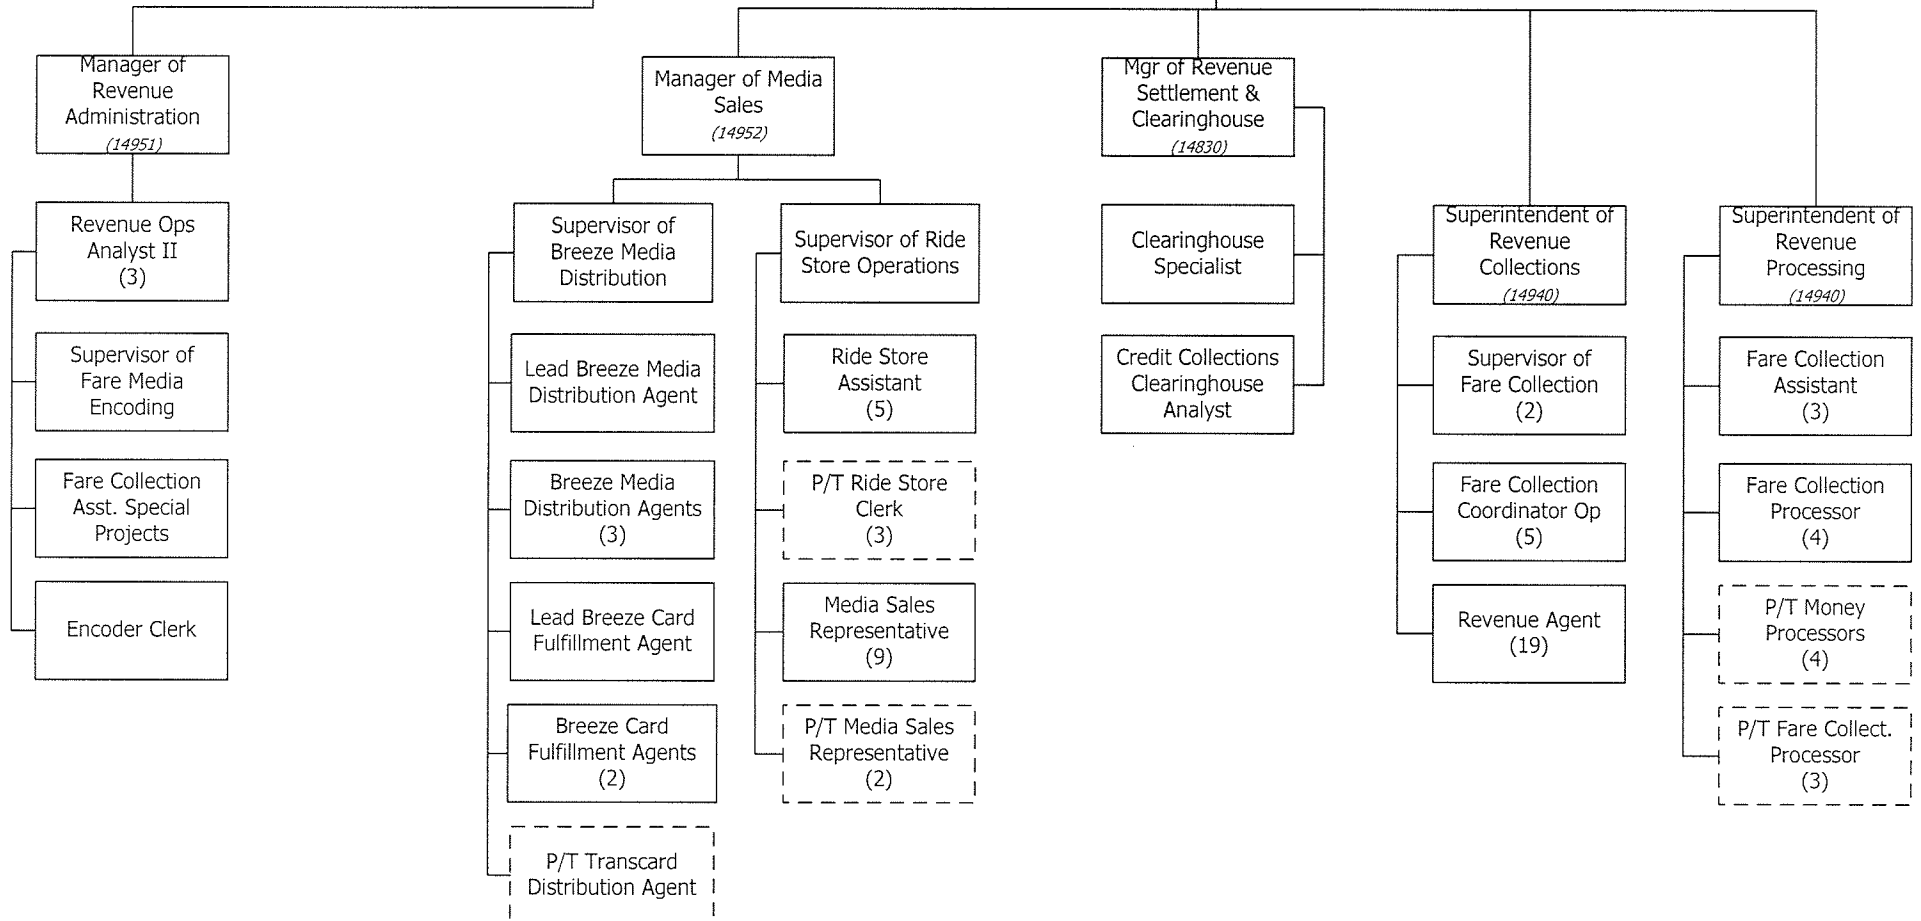 Manager of
Revenue
Administration
(14951)
Manager of Media
Sales
(14952)
Mgr of Revenue
Settlement &
Clearinghouse
(14830)
Revenue Ops
Analyst II
(3)
Supervisor of
Fare Media
Encoding
Fare Collection
Asst. Special
Projects
Encoder Clerk
Supervisor of
Breeze Media
Distribution
Lead Breeze Media
Distribution Agent
Breeze Media
Distribution Agents
(3)
Lead Breeze Card
Fulfillment Agent
Breeze Card
Fulfillment Agents
(2)
P/T Transcard
Distribution Agent
Supervisor of Ride
Store Operations
Ride Store
Assistant
(5)
P/T Ride Store
Clerk
(3)
Media Sales
Representative
(9)
P/T Media Sales
Representative
(2)
Clearinghouse
Specialist
Credit Collections
Clearinghouse
Analyst
Superintendent of
Revenue
Collections
(14940)
Supervisor of
Fare Collection
(2)
Fare Collection
Coordinator Op
(5)
Revenue Agent
(19)
Superintendent of
Revenue
Processing
(14940)
Fare Collection
Assistant
(3)
Fare Collection
Processor
(4)
P/T Money
Processors
(4)
P/T Fare Collect.
Processor
(3)